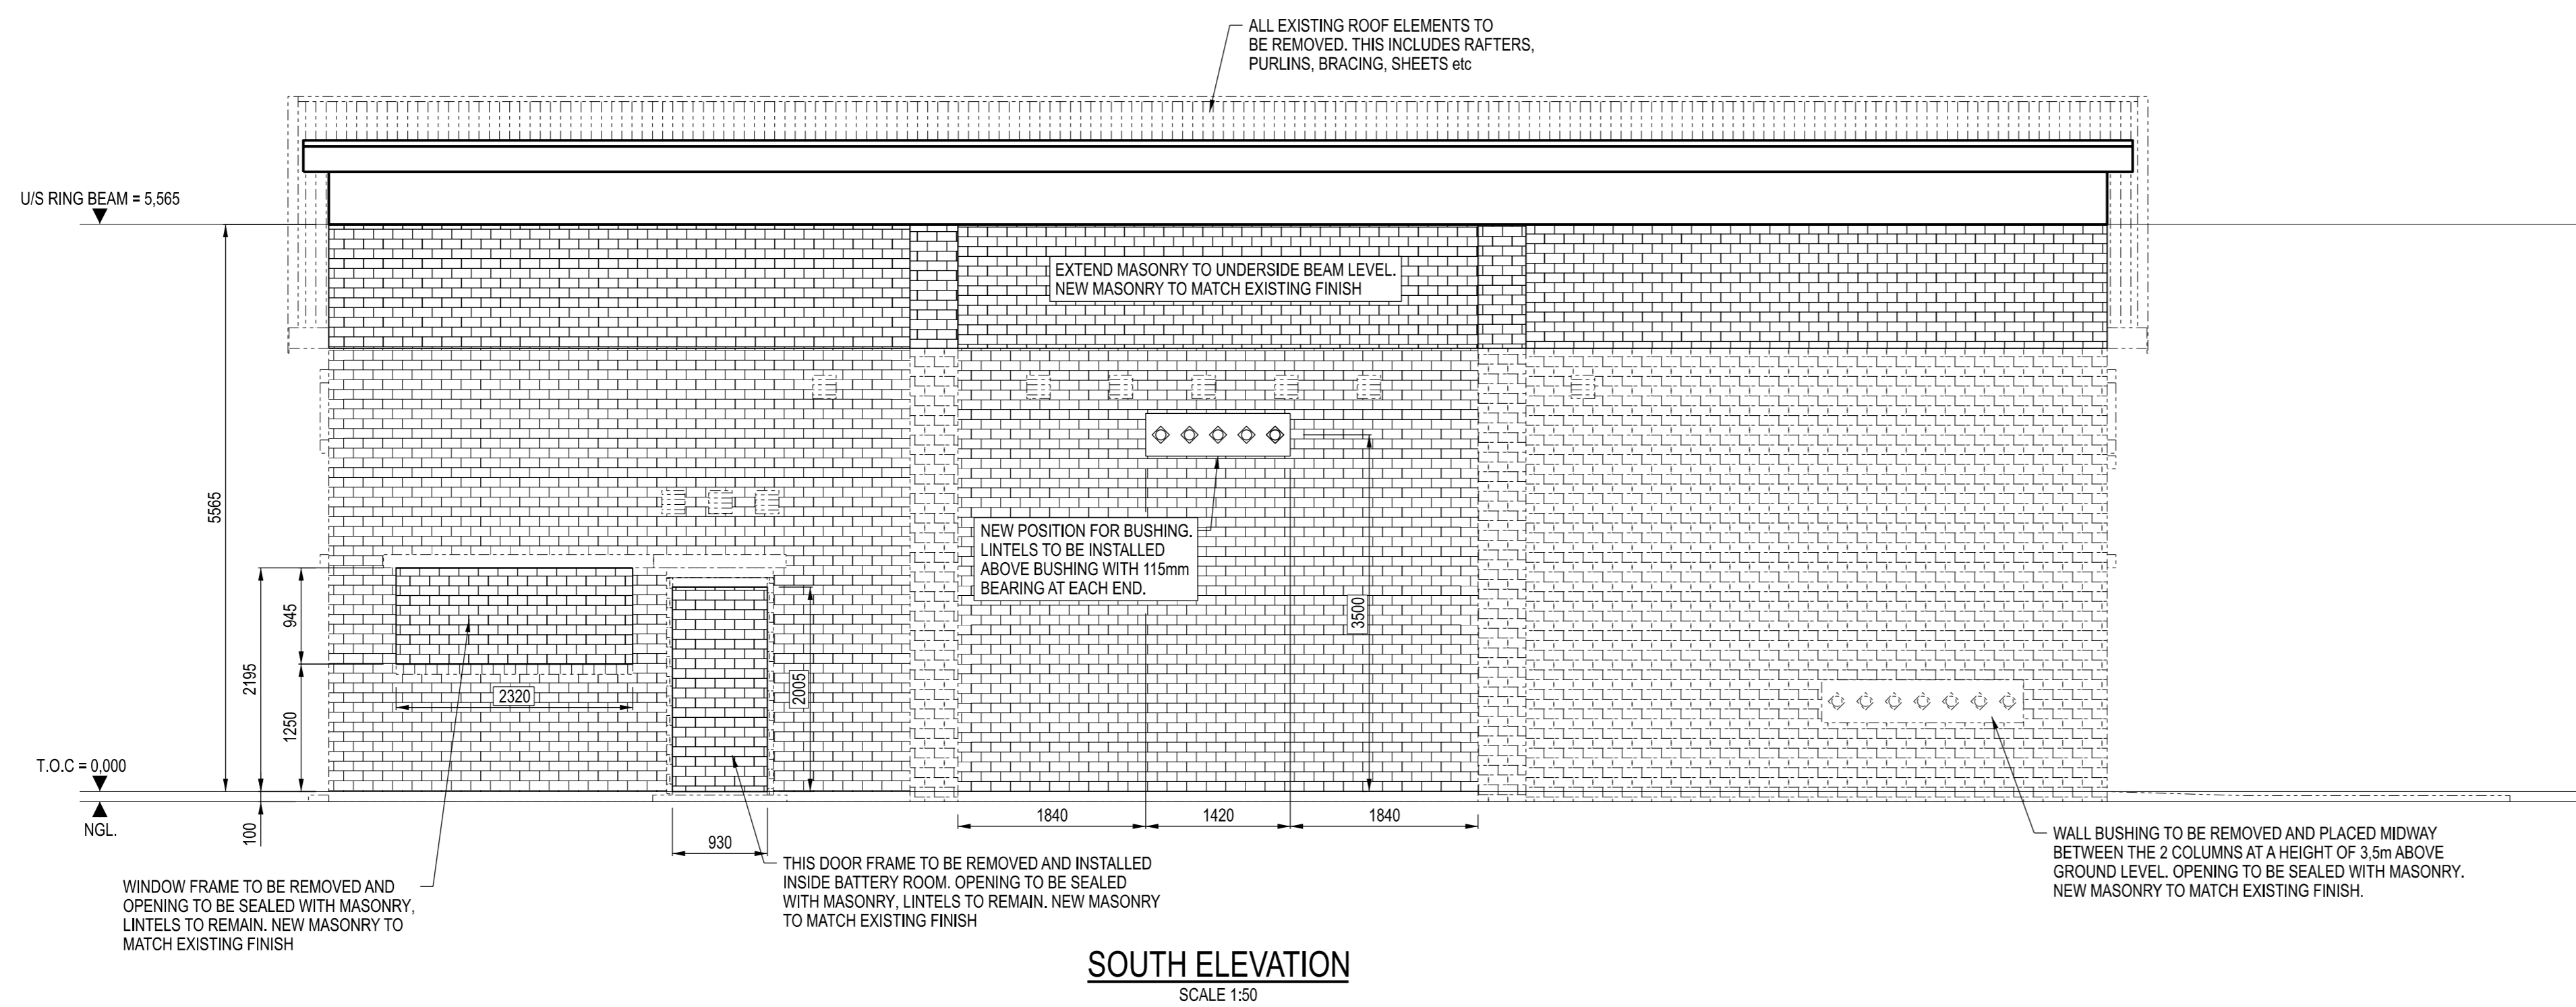 ALL EXISTING ROOF ELEMENTS TO
BE REMOVED. THIS INCLUDES RAFTERS,
PURLINS, BRACING, SHEETS etc
U/S RING BEAM = 5,565
EXTEND MASONRY TO UNDERSIDE BEAM LEVEL.
NEW MASONRY TO MATCH EXISTING FINISH
5565
NEW POSITION FOR BUSHING.
LINTELS TO BE INSTALLED
ABOVE BUSHING WITH 115mm
BEARING AT EACH END.
3500
945
2195
2320
2005
1250
T.O.C = 0,000
NGL.
100
930
1840
1420
1840
WINDOW FRAME TO BE REMOVED AND
OPENING TO BE SEALED WITH MASONRY,
LINTELS TO REMAIN. NEW MASONRY TO
MATCH EXISTING FINISH
THIS DOOR FRAME TO BE REMOVED AND INSTALLED
INSIDE BATTERY ROOM. OPENING TO BE SEALED
WITH MASONRY, LINTELS TO REMAIN. NEW MASONRY
TO MATCH EXISTING FINISH
WALL BUSHING TO BE REMOVED AND PLACED MIDWAY
BETWEEN THE 2 COLUMNS AT A HEIGHT OF 3,5m ABOVE
GROUND LEVEL. OPENING TO BE SEALED WITH MASONRY.
NEW MASONRY TO MATCH EXISTING FINISH.
SOUTH ELEVATION
SCALE 1:50